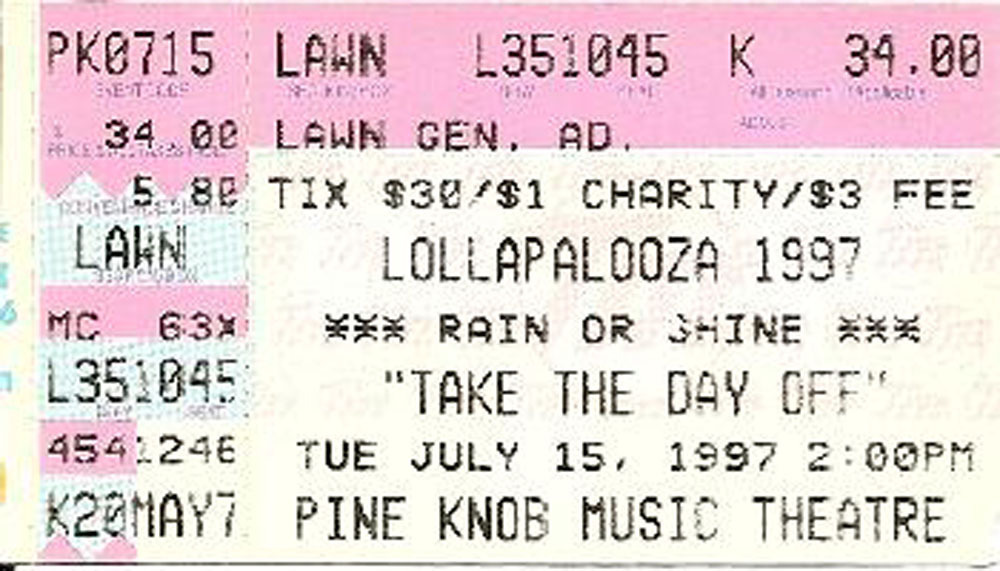 PK0715 LAWN L351045 K 34.00
34 00 LAWN GEN. AD.
5 80 TIX $30/$1 CHARITY/$3 FEE
LAWN LOLLAPALOOZA 1997
MC 63X *** RAIN OR SHINE ***
L351045 "TAKE THE DAY OFF"
4541246 TUE JULY 15, 1997 2:00PM
K20MAY7 PINE KNOB MUSIC THEATRE